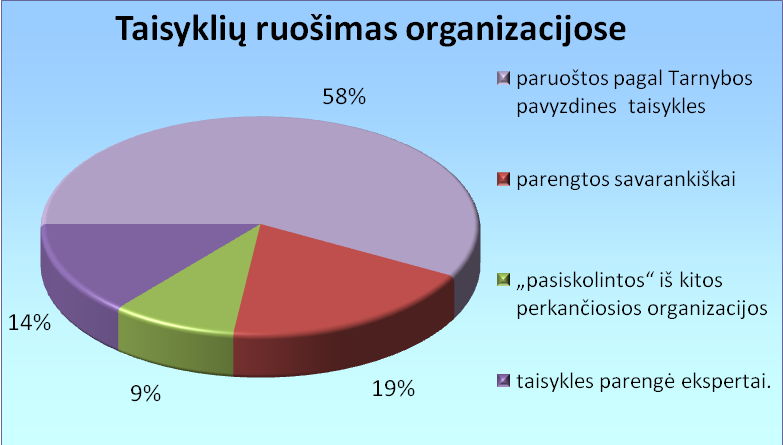 Taisyklių ruošimas organizacijose
58%
14%
9%
19%
paruoštos pagal Tarnybos
pavyzdines taisykles
parengtos savarankiškai
„pasiskolintos“ iš kitos
perkančiosios organizacijos
taisykles parengė ekspertai.